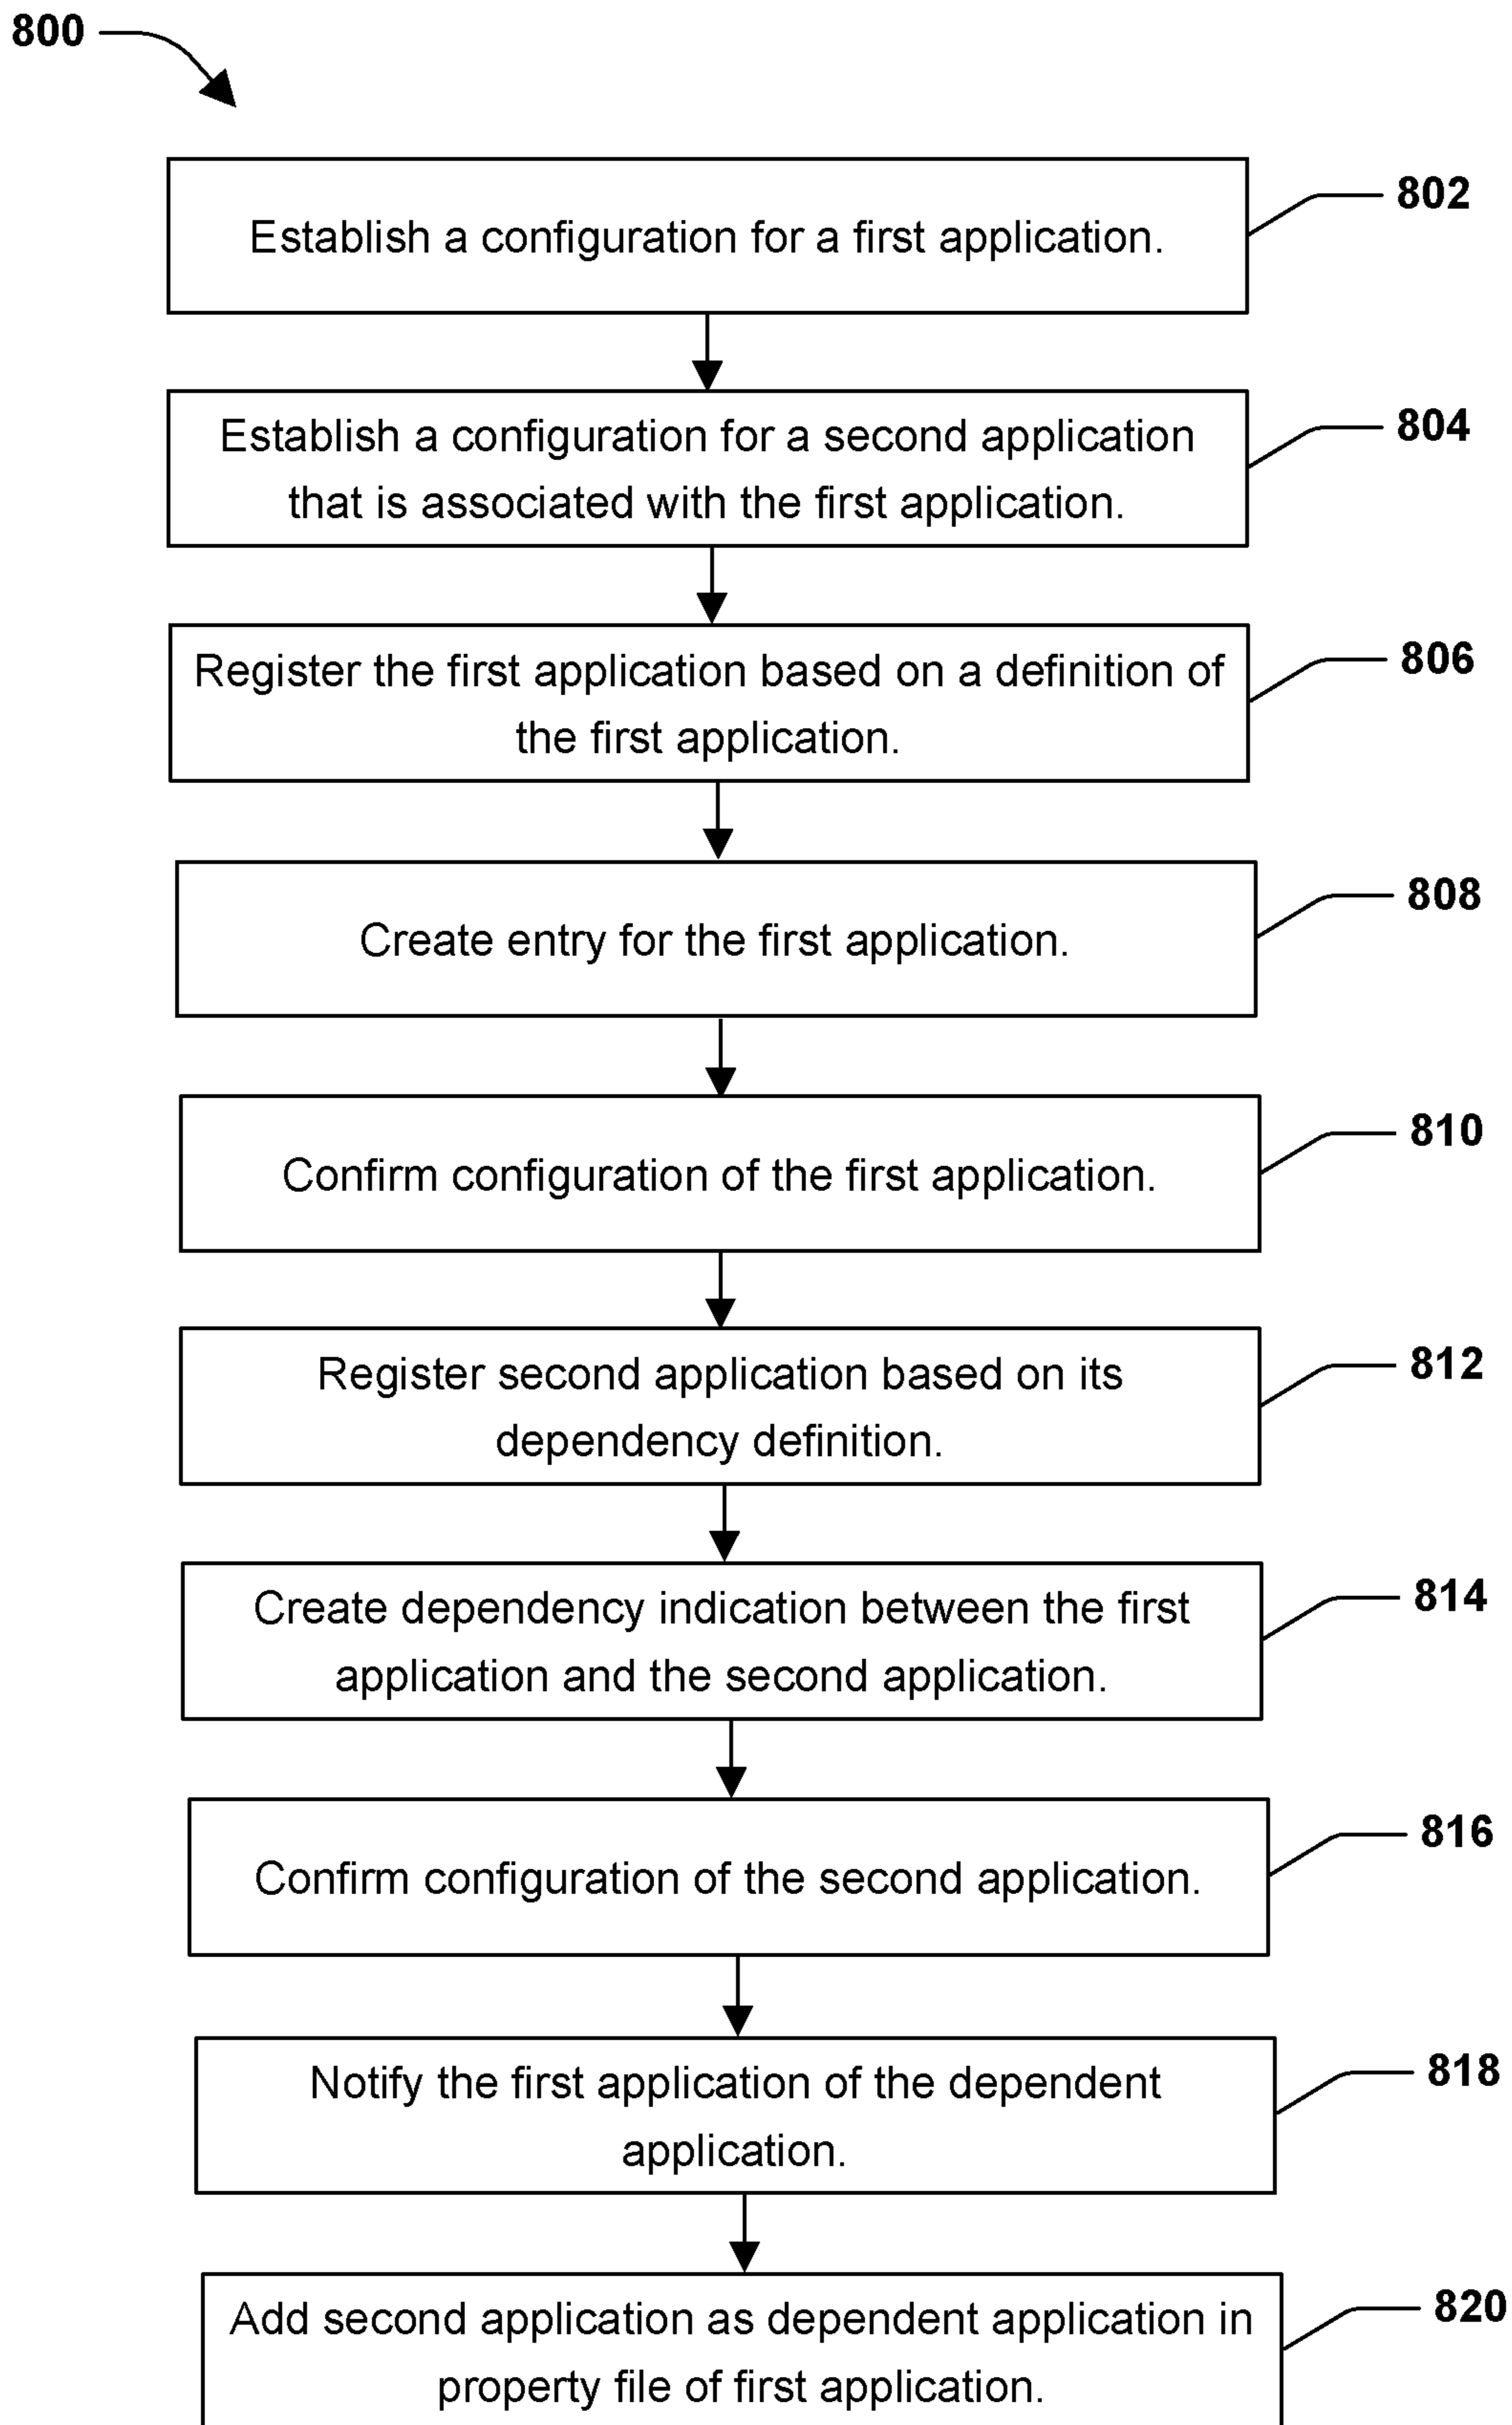 800
Establish a configuration for a first application.
802
Establish a configuration for a second application
that is associated with the first application.
804
Register the first application based on a definition of
the first application.
806
Create entry for the first application.
808
Confirm configuration of the first application.
810
Register second application based on its
dependency definition.
812
Create dependency indication between the first
application and the second application.
814
Confirm configuration of the second application.
816
Notify the first application of the dependent
application.
818
Add second application as dependent application in
property file of first application.
820